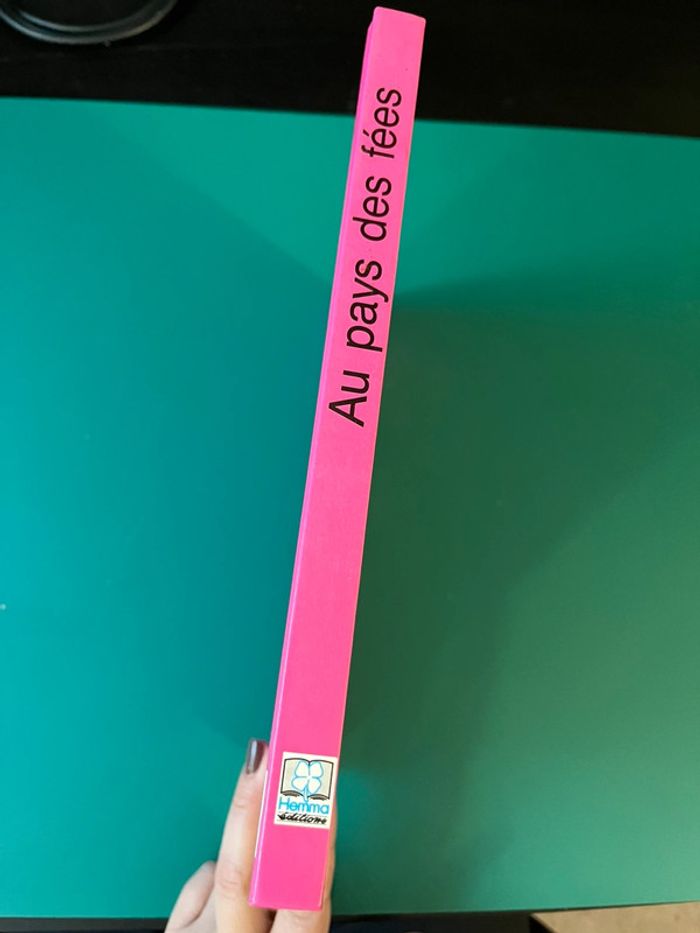 Au pays des fées
Hemma
éditions